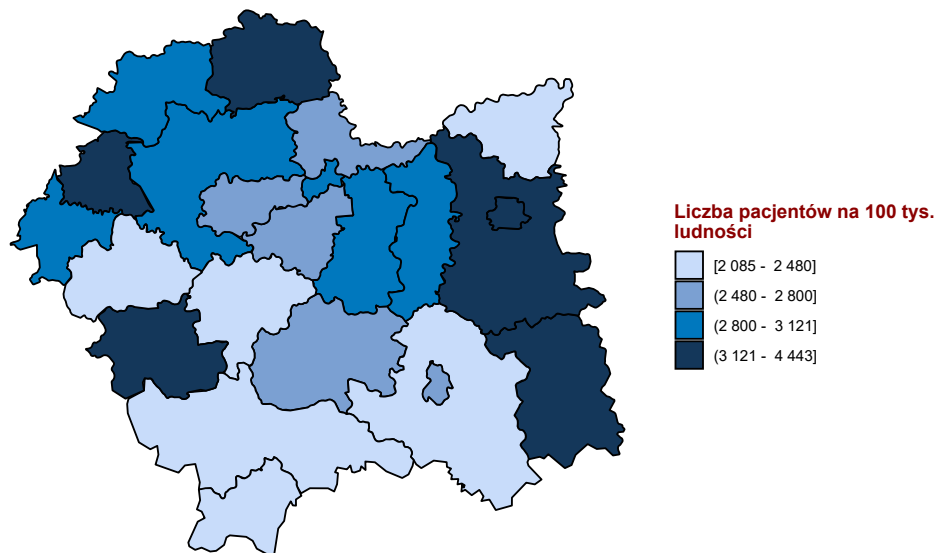 Liczba pacjentów na 100 tys.
ludności
[2 085 - 2 480]
(2 480 - 2 800]
(2 800 - 3 121]
(3 121 - 4 443]